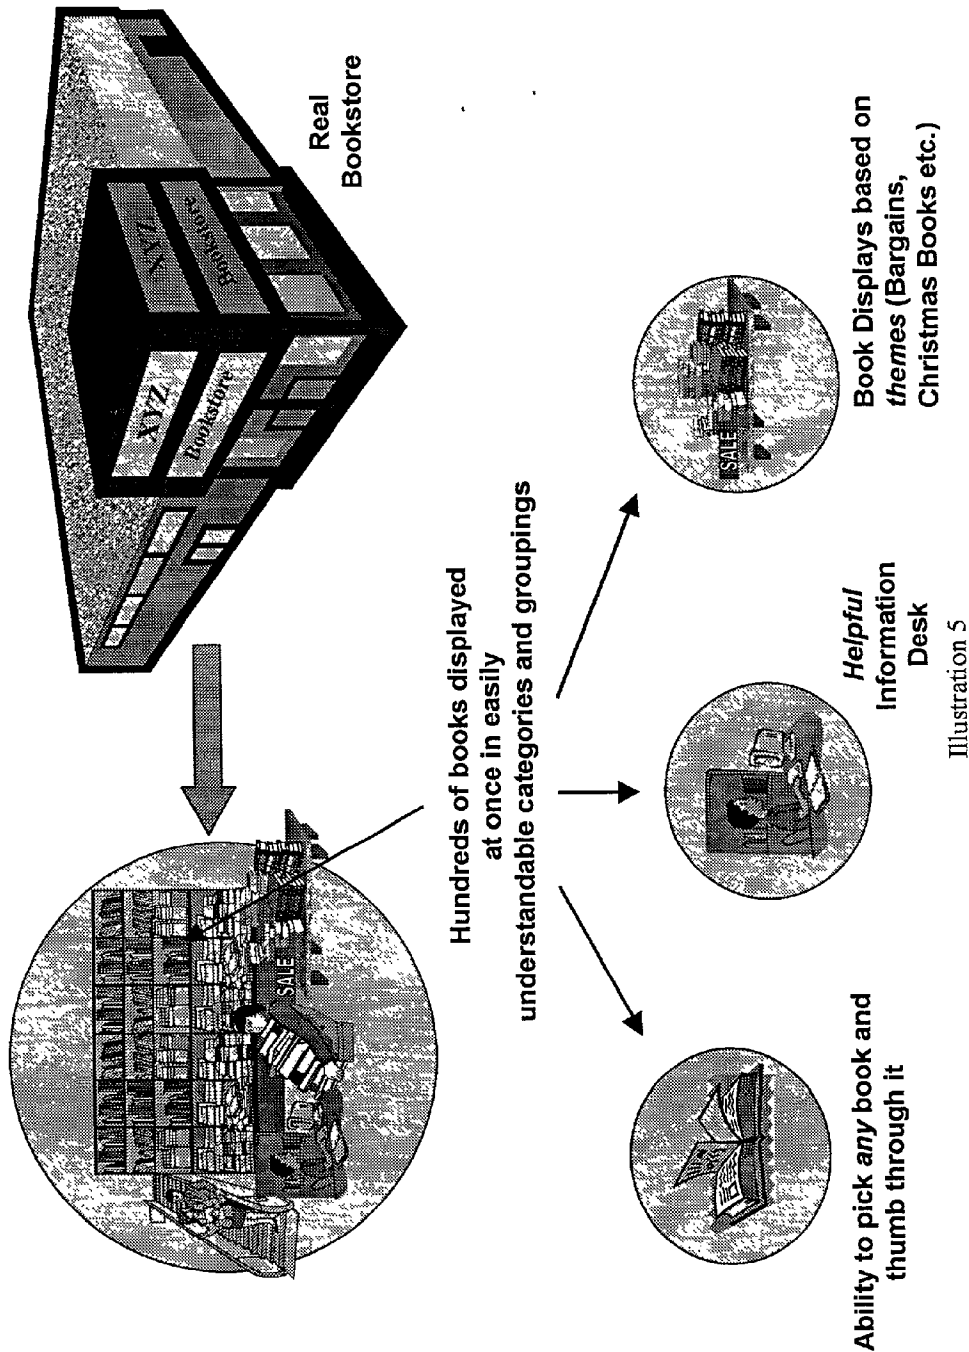 XYZ
Bookstore
XYZ
Bookstore
Real
Bookstore
SALE
Hundreds of books displayed
at once in easily
understandable categories and groupings
Ability to pick any book and
thumb through it
Helpful
Information
Desk
SALE
Book Displays based on
themes (Bargains,
Christmas Books etc.)
Illustration 5